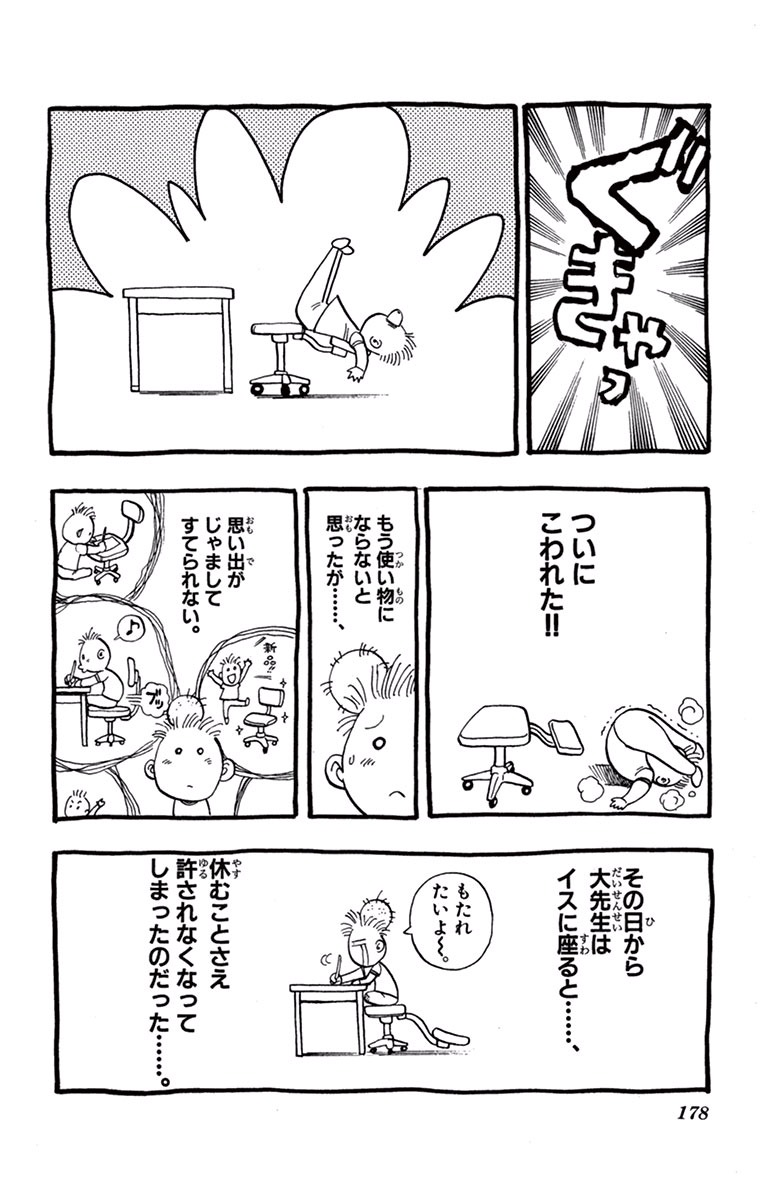 べきゃっ
ついに
こわれた!!
もう使い物に
ならないと
思ったが……、
思い出が
じゃまして
すてられない。
新品!!
♪
ブッ
その日から
大先生は
イスに座ると……、
もたれ
たいよ〜。
休むことさえ
許されなくなって
しまったのだった……。
178